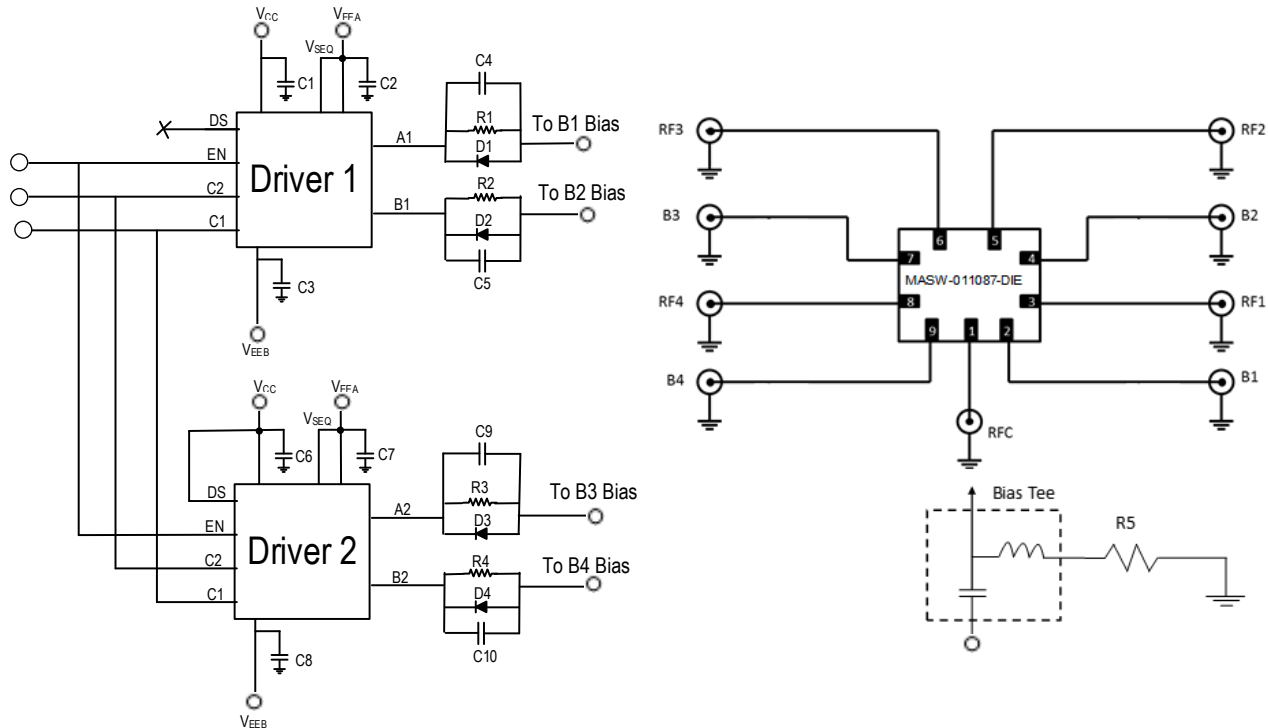 VCC
VEEA
VSEQ
C1
C2
C4
DS
R1
To B1 Bias
A1
D1
EN
Driver 1
C2
R2
To B2 Bias
B1
C1
D2
C3
C5
VEEB
VCC
VEEA
VSEQ
C9
C6
C7
DS
R3
To B3 Bias
A2
D3
EN
Driver 2
C2
R4
To B4 Bias
B2
D4
C1
C8
C10
VEEB
RF3
RF2
B3
B2
6
5
7
4
MASW-011087-DIE
RF4
8
3
RF1
9
1
2
B4
B1
RFC
Bias Tee
R5